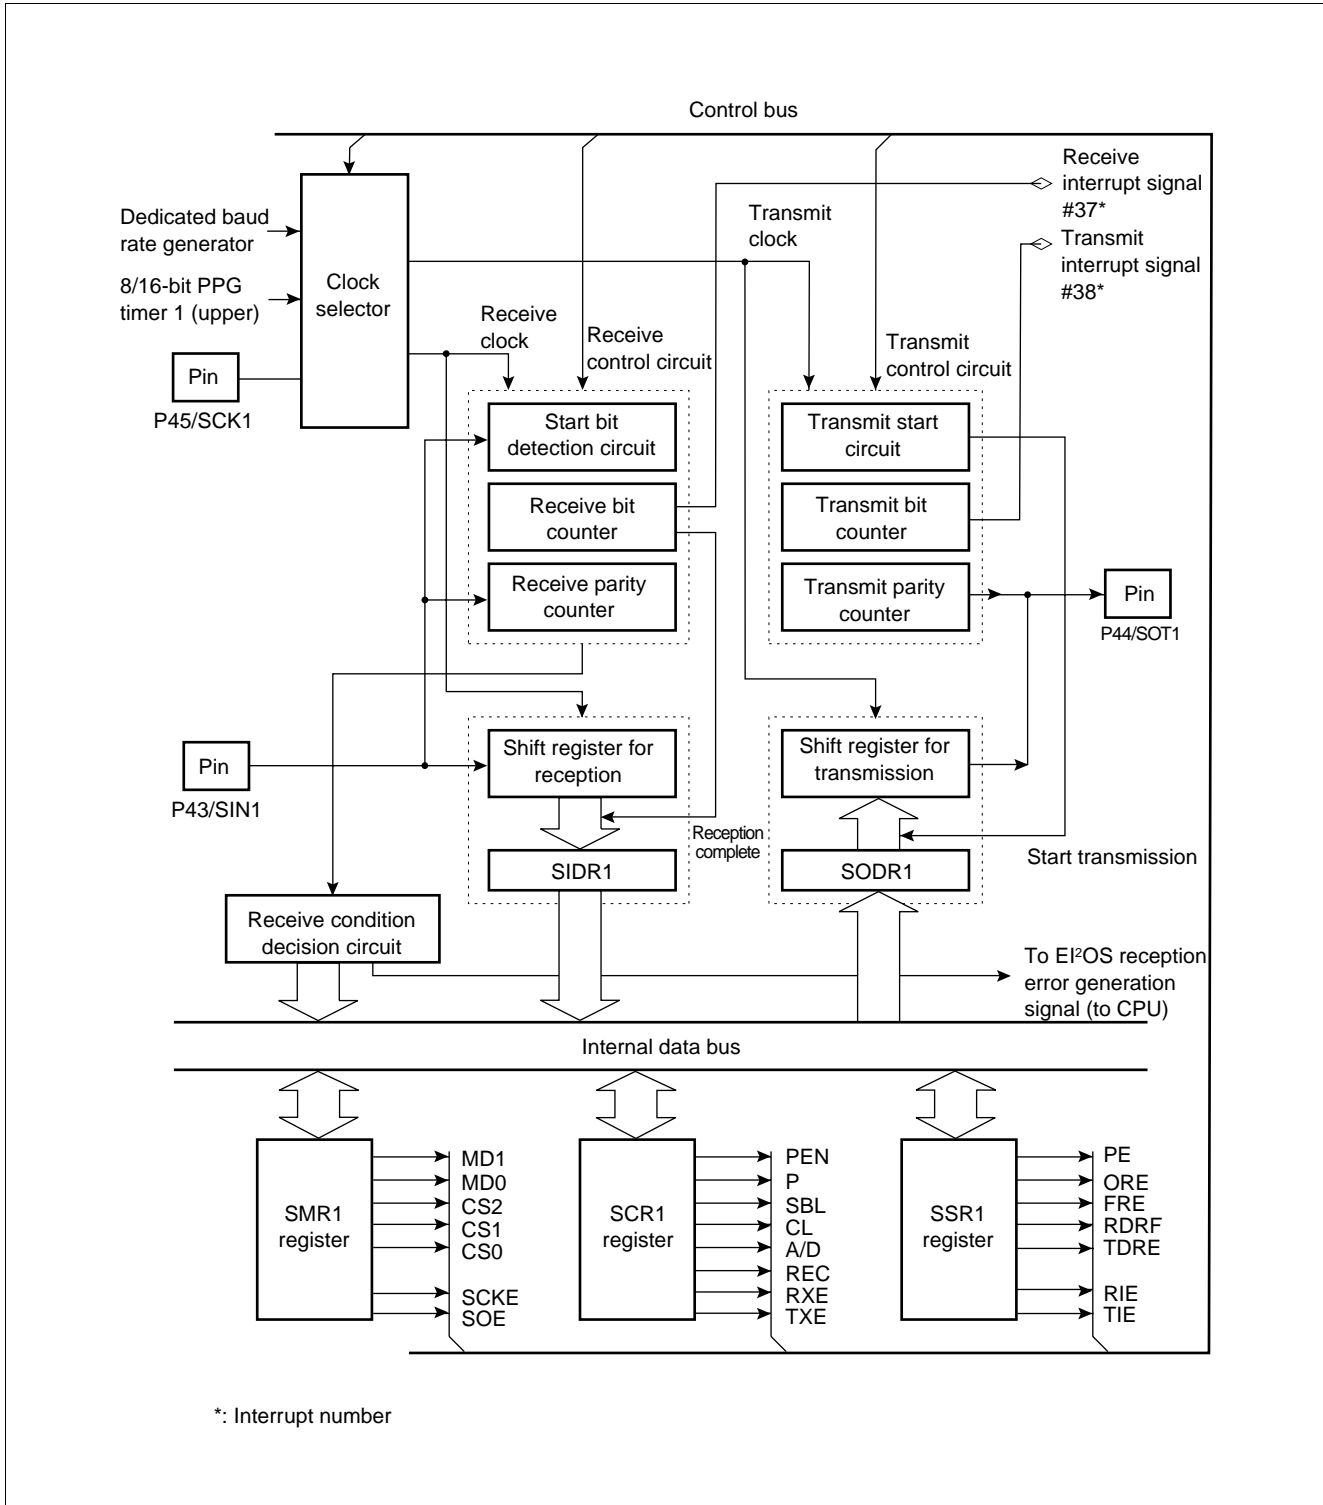 Control bus
Receive
interrupt signal
#37*
Transmit
interrupt signal
#38*
Dedicated baud
rate generator
8/16-bit PPG
timer 1 (upper)
Clock
selector
Transmit
clock
Receive
clock
Receive
control circuit
Transmit
control circuit
Pin
P45/SCK1
Start bit
detection circuit
Transmit start
circuit
Receive bit
counter
Transmit bit
counter
Receive parity
counter
Transmit parity
counter
Pin
P44/SOT1
Pin
P43/SIN1
Shift register for
reception
Shift register for
transmission
Reception
complete
Start transmission
SIDR1
SODR1
Receive condition
decision circuit
To EI²OS reception
error generation
signal (to CPU)
Internal data bus
SMR1
register
MD1
MD0
CS2
CS1
CS0
SCKE
SOE
SCR1
register
PEN
P
SBL
CL
A/D
REC
RXE
TXE
SSR1
register
PE
ORE
FRE
RDRF
TDRE
RIE
TIE
*: Interrupt number